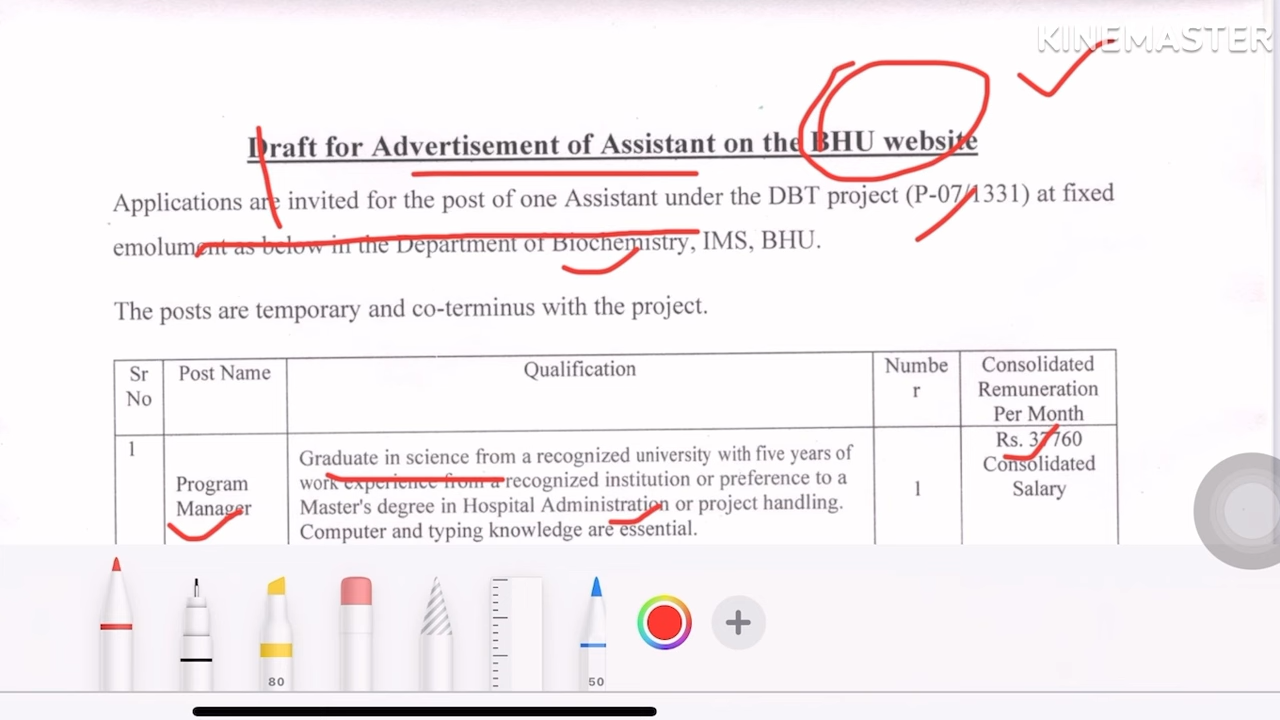 KINEMASTER
Draft for Advertisement of Assistant on the BHU website
Applications are invited for the post of one Assistant under the DBT project (P-07/1331) at fixed
emolument as below in the Department of Biochemistry, IMS, BHU.
The posts are temporary and co-terminus with the project.
Sr
No
Post Name
Qualification
Numbe
r
Consolidated
Remuneration
Per Month
1
Program
Manager
Graduate in science from a recognized university with five years of
work experience from a recognized institution or preference to a
Master's degree in Hospital Administration or project handling.
Computer and typing knowledge are essential.
1
Rs. 37760
Consolidated
Salary
80
50